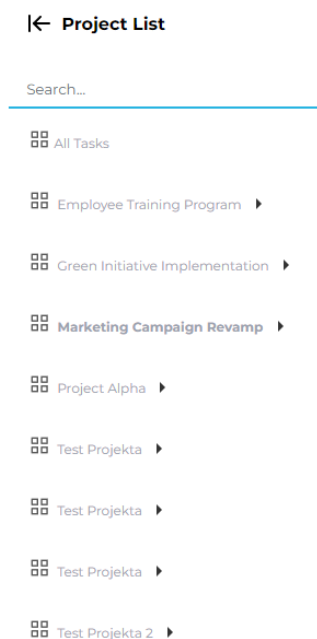 Project List
Search...
All Tasks
Employee Training Program
Green Initiative Implementation
Marketing Campaign Revamp
Project Alpha
Test Projekta
Test Projekta
Test Projekta
Test Projekta 2